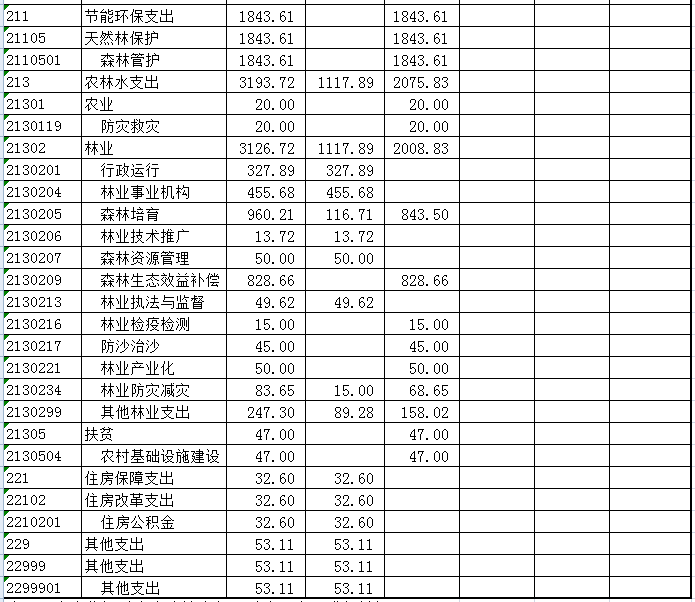 211 节能环保支出 1843.61 1843.61
21105 天然林保护 1843.61 1843.61
2110501 森林管护 1843.61 1843.61
213 农林水支出 3193.72 1117.89 2075.83
21301 农业 20.00 20.00
2130119 防灾救灾 20.00 20.00
21302 林业 3126.72 1117.89 2008.83
2130201 行政运行 327.89 327.89
2130204 林业事业机构 455.68 455.68
2130205 森林培育 960.21 116.71 843.50
2130206 林业技术推广 13.72 13.72
2130207 森林资源管理 50.00 50.00
2130209 森林生态效益补偿 828.66 828.66
2130213 林业执法与监督 49.62 49.62
2130216 林业检疫检测 15.00 15.00
2130217 防沙治沙 45.00 45.00
2130221 林业产业化 50.00 50.00
2130234 林业防灾减灾 83.65 15.00 68.65
2130299 其他林业支出 247.30 89.28 158.02
21305 扶贫 47.00 47.00
2130504 农村基础设施建设 47.00 47.00
221 住房保障支出 32.60 32.60
22102 住房改革支出 32.60 32.60
2210201 住房公积金 32.60 32.60
229 其他支出 53.11 53.11
22999 其他支出 53.11 53.11
2299901 其他支出 53.11 53.11